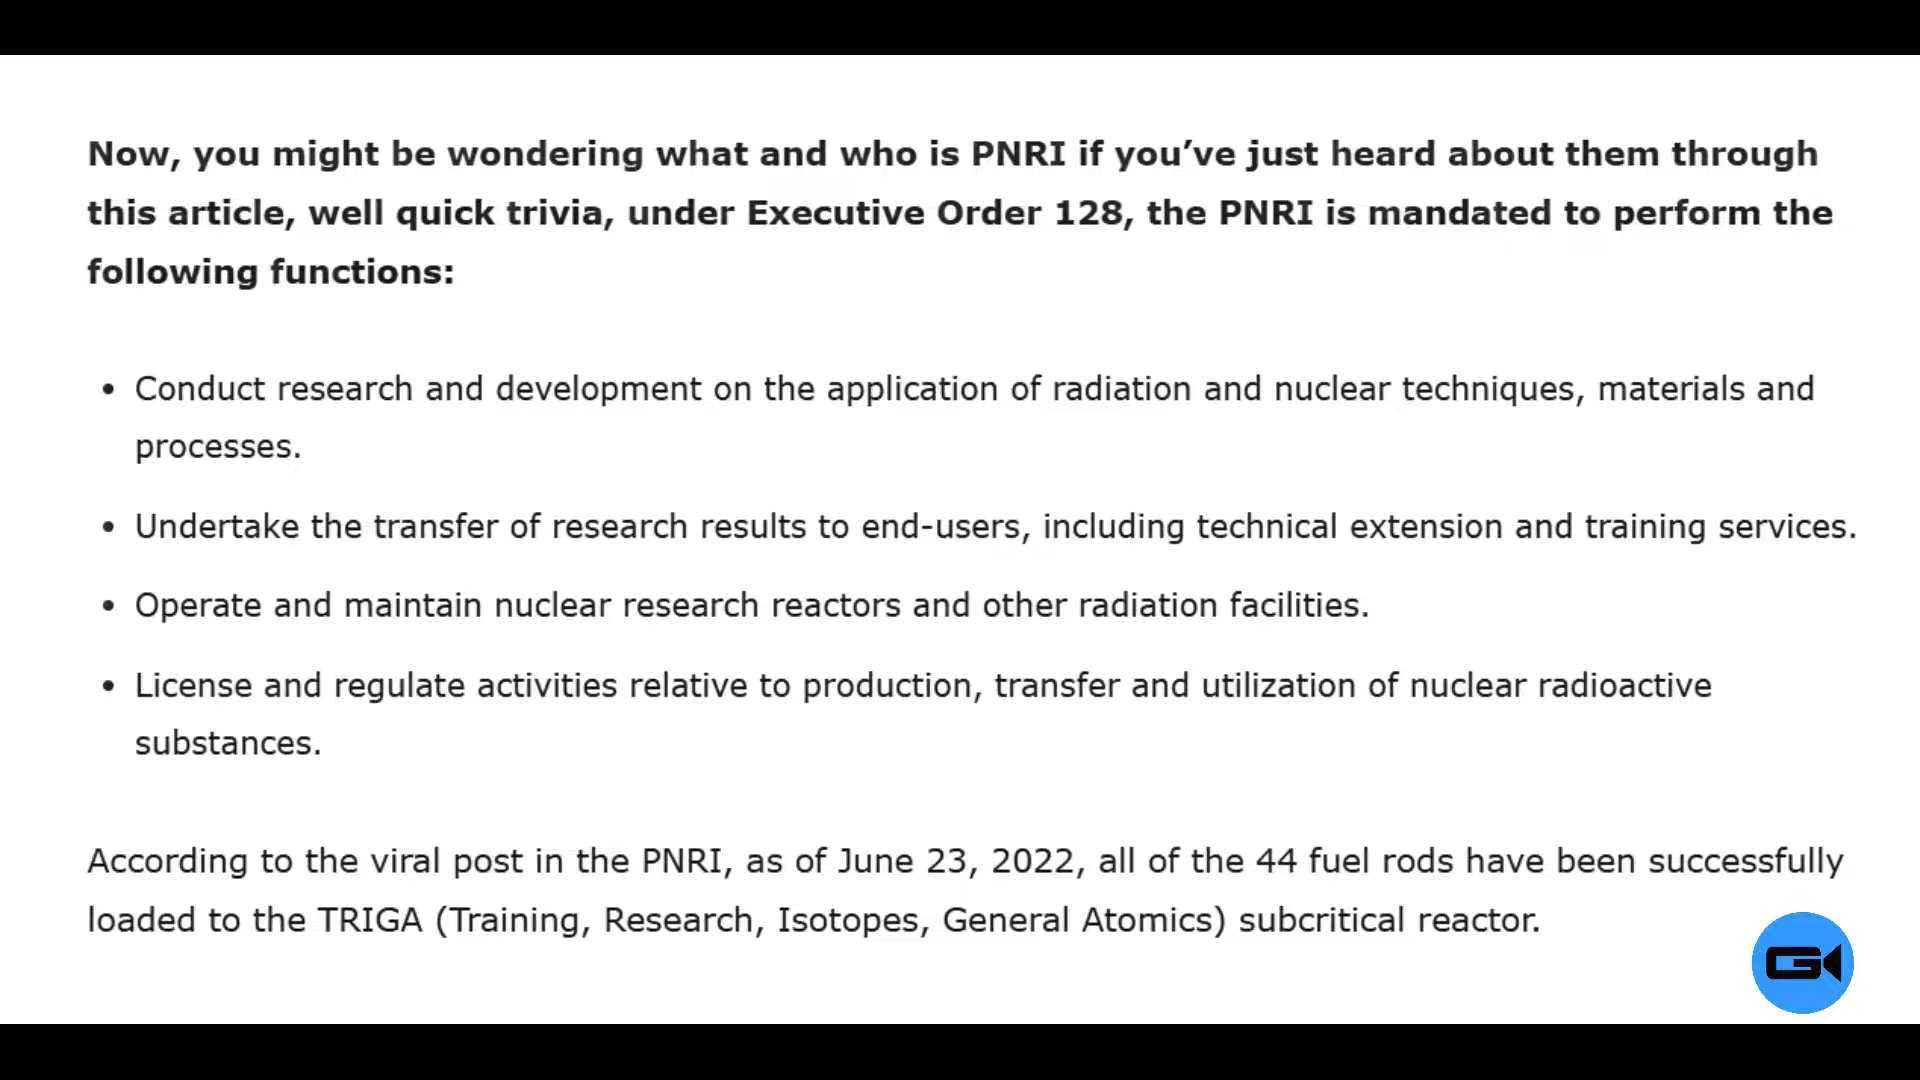 Now, you might be wondering what and who is PNRI if you’ve just heard about them through
this article, well quick trivia, under Executive Order 128, the PNRI is mandated to perform the
following functions:
• Conduct research and development on the application of radiation and nuclear techniques, materials and
processes.
• Undertake the transfer of research results to end-users, including technical extension and training services.
• Operate and maintain nuclear research reactors and other radiation facilities.
• License and regulate activities relative to production, transfer and utilization of nuclear radioactive
substances.
According to the viral post in the PNRI, as of June 23, 2022, all of the 44 fuel rods have been successfully
loaded to the TRIGA (Training, Research, Isotopes, General Atomics) subcritical reactor.
G